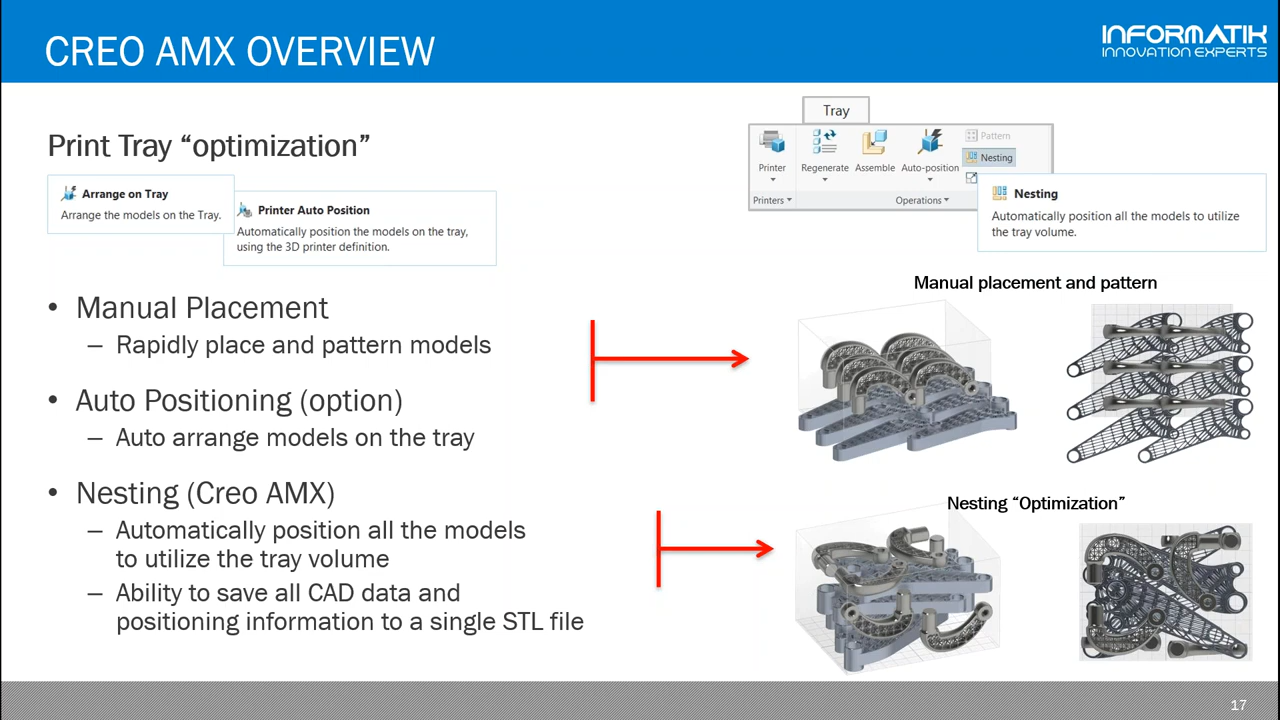 CREO AMX OVERVIEW
INFORMATIK
INNOVATION EXPERTS
Print Tray “optimization”
Arrange on Tray
Arrange the models on the Tray.
Printer Auto Position
Automatically position the models on the tray,
using the 3D printer definition.
Tray
Printer
Regenerate
Assemble
Auto-position
Pattern
Nesting
Printers
Operations
Nesting
Automatically position all the models to utilize
the tray volume.
• Manual Placement
– Rapidly place and pattern models
• Auto Positioning (option)
– Auto arrange models on the tray
• Nesting (Creo AMX)
– Automatically position all the models
to utilize the tray volume
– Ability to save all CAD data and
positioning information to a single STL file
Manual placement and pattern
Nesting “Optimization”
17